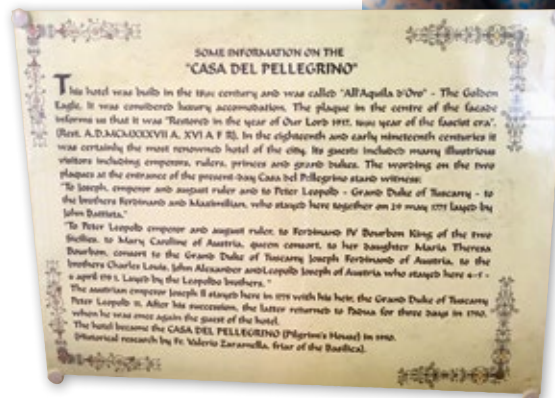 SOME INFORMATION ON THE
"CASA DEL PELLEGRINO"
This hotel was build in the century and was called "All'Aquila d'Oro" - The Golden
Eagle. It was considered luxury accomodation. The plaque in the centre of the facade
informs us that it was "Restored in the year of Our Lord 1937, year of the fascist era".
(Rest. A.D.MCMXXXVII A. XVI A F R). In the eighteenth and early nineteenth centuries it
was certainly the most renowned hotel of the city. Its guests included many illustrious
visitors including emperors, rulers, princes and grand dukes. The wording on the two
plaques at the entrance of the present-day Casa del Pellegrino stand witness:
"To Joseph, emperor and august ruler and to Peter Leopold - Grand Duke of Tuscany - to
the brothers Ferdinand and Maximilian, who stayed here together on 29 may 1775 layed by
John Battista."
"To Peter Leopold emperor and august ruler, to Ferdinand IV Bourbon King of the two
Sicilies, to Mary Caroline of Austria, queen consort, to her daughter Maria Theresa
Bourbon, consort to the Grand Duke of Tuscany Joseph Ferdinand of Austria, to the
brothers Charles Louis, John Alexander and Leopold Joseph of Austria who stayed here 4-5 -
6 april Layed by the Leopoldo brothers. "
The austrian emperor Joseph II stayed here in 1775 with his heir, the Grand Duke of Tuscany
Peter Leopold II. After his succession, the latter returned to Padua for three days in
when he was once again the guest of the hotel.
The hotel became the CASA DEL PELLEGRINO (Pilgrim's House) in
(Historical research by Fr. Valerio Zaramella, friar of the Basilica).